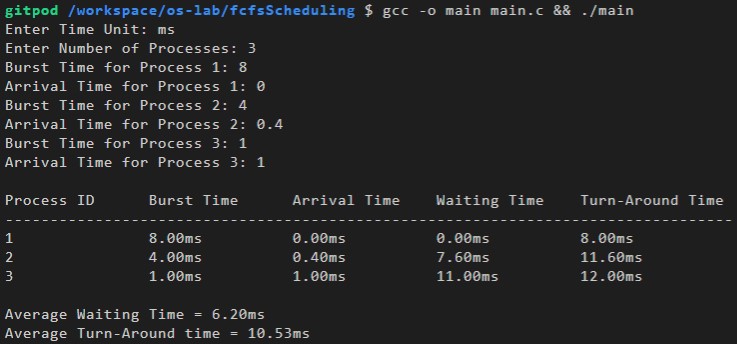 gitpod /workspace/os-lab/fcfsScheduling $ gcc -o main main.c && ./main
Enter Time Unit: ms
Enter Number of Processes: 3
Burst Time for Process 1: 8
Arrival Time for Process 1: 0
Burst Time for Process 2: 4
Arrival Time for Process 2: 0.4
Burst Time for Process 3: 1
Arrival Time for Process 3: 1

Process ID      Burst Time      Arrival Time    Waiting Time    Turn-Around Time
---------------------------------------------------------------------------------
1               8.00ms          0.00ms          0.00ms          8.00ms
2               4.00ms          0.40ms          7.60ms          11.60ms
3               1.00ms          1.00ms          11.00ms         12.00ms

Average Waiting Time = 6.20ms
Average Turn-Around time = 10.53ms